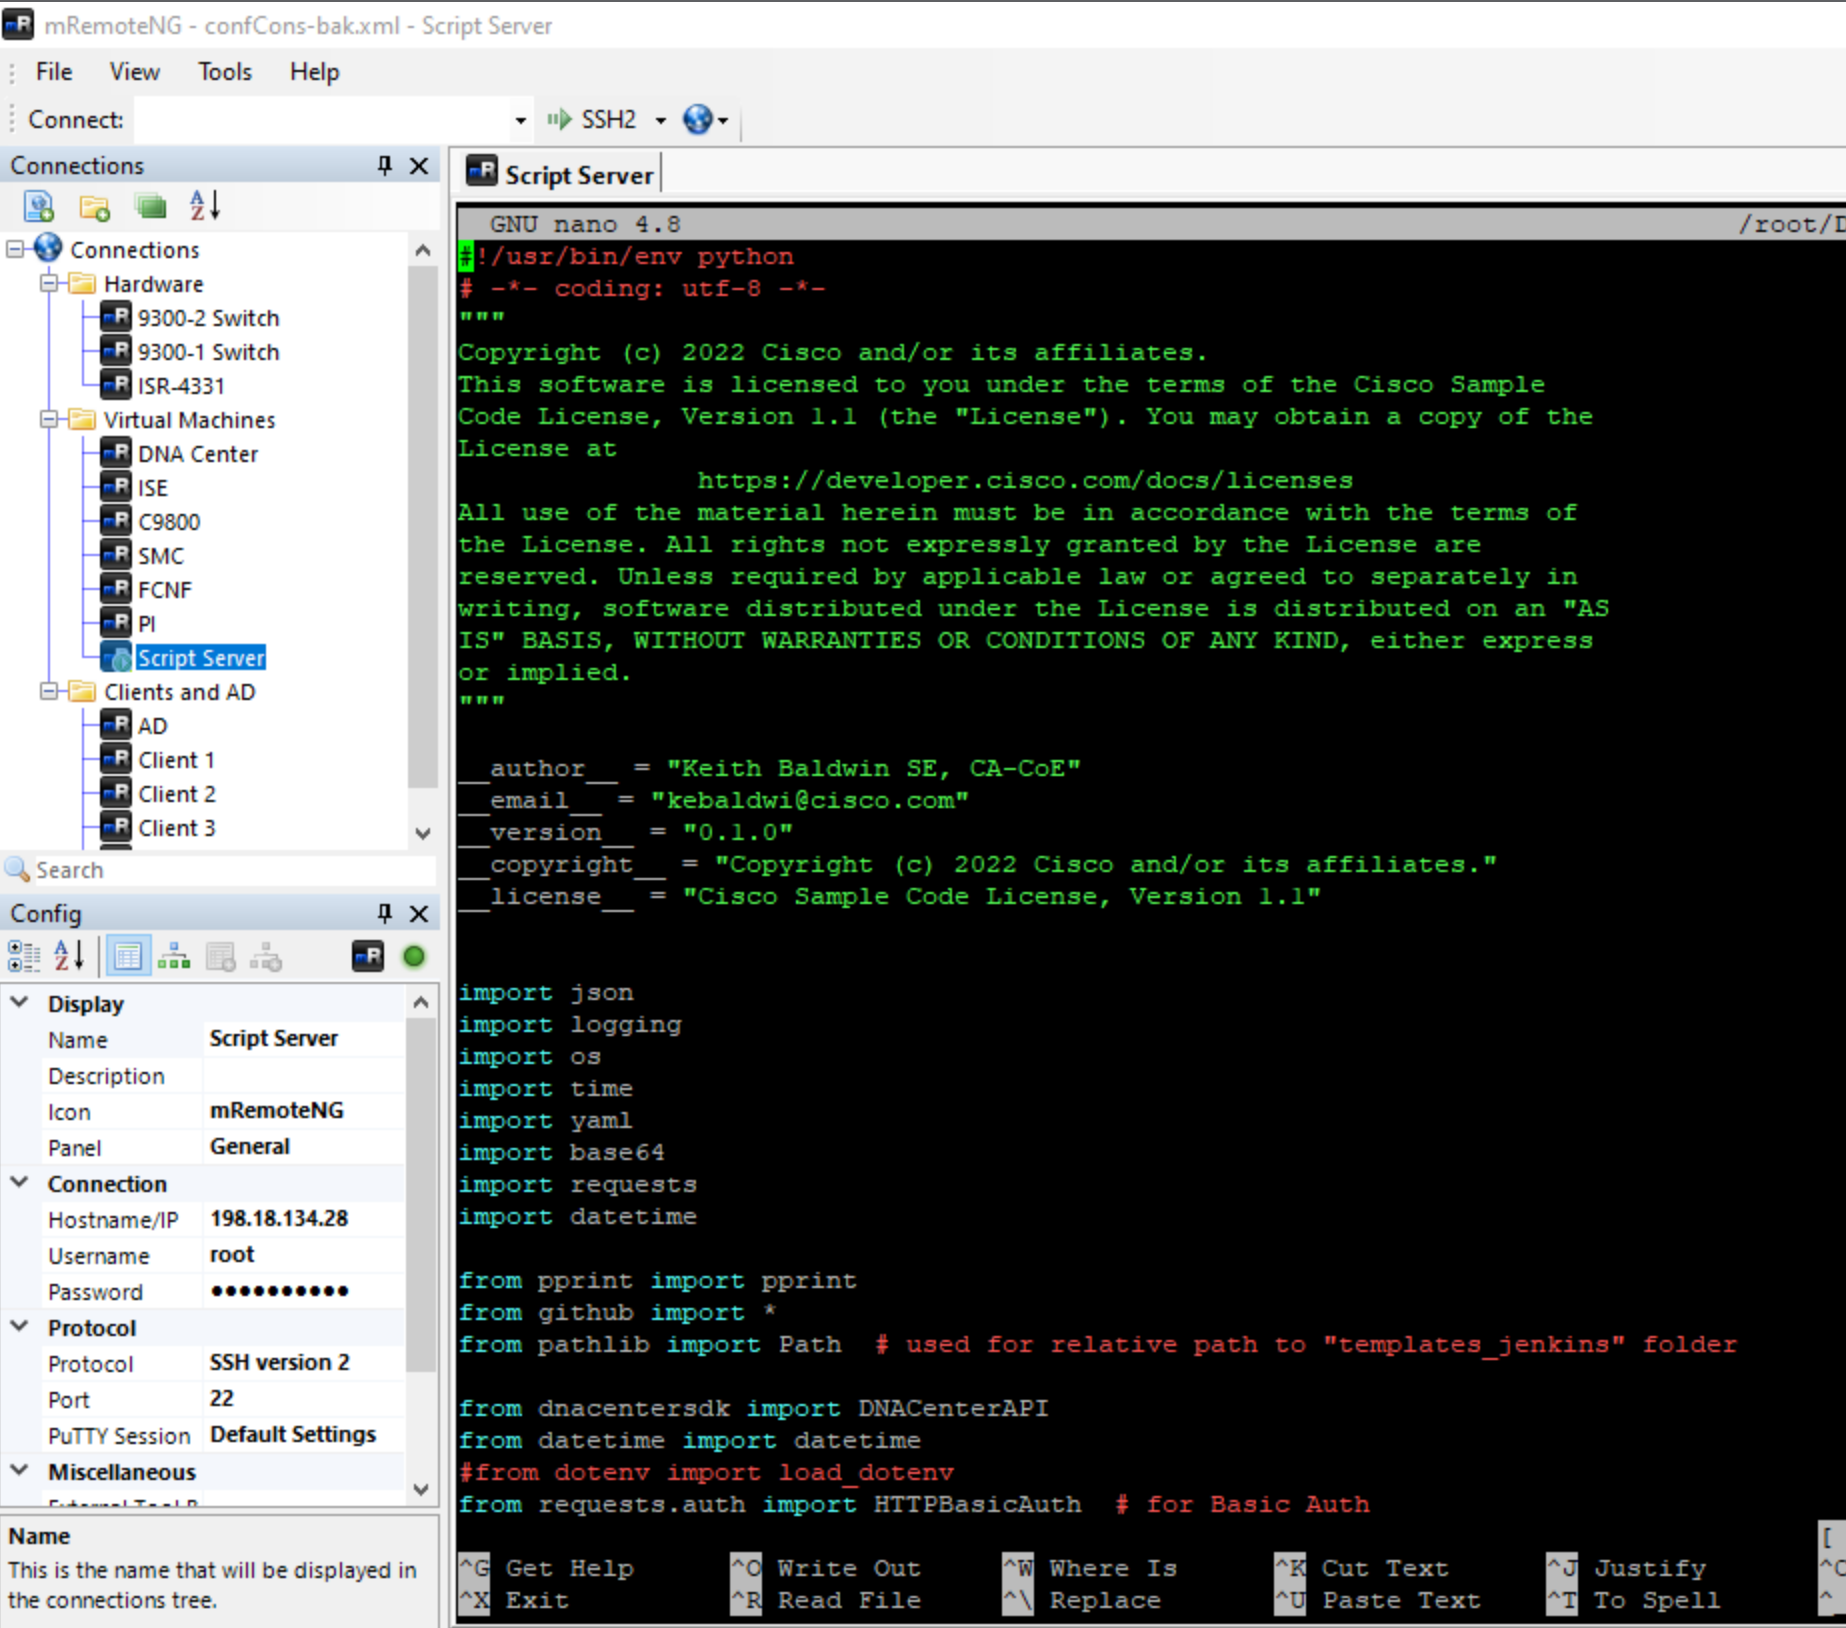 mRemoteNG - confCons-bak.xml - Script Server
File View Tools Help
Connect: SSH2
Connections
Connections
Hardware
9300-2 Switch
9300-1 Switch
ISR-4331
Virtual Machines
DNA Center
ISE
C9800
SMC
FCNF
PI
Script Server
Clients and AD
AD
Client 1
Client 2
Client 3
Search
Config
Display
Name Script Server
Description
Icon mRemoteNG
Panel General
Connection
Hostname/IP 198.18.134.28
Username root
Password ●●●●●●●●●●
Protocol
Protocol SSH version 2
Port 22
PuTTY Session Default Settings
Miscellaneous
Name
This is the name that will be displayed in
the connections tree.
Script Server
GNU nano 4.8 /root/D
#!/usr/bin/env python
# -*- coding: utf-8 -*-
"""
Copyright (c) 2022 Cisco and/or its affiliates.
This software is licensed to you under the terms of the Cisco Sample
Code License, Version 1.1 (the "License"). You may obtain a copy of the
License at
https://developer.cisco.com/docs/licenses
All use of the material herein must be in accordance with the terms of
the License. All rights not expressly granted by the License are
reserved. Unless required by applicable law or agreed to separately in
writing, software distributed under the License is distributed on an "AS
IS" BASIS, WITHOUT WARRANTIES OR CONDITIONS OF ANY KIND, either express
or implied.
"""
__author__ = "Keith Baldwin SE, CA-CoE"
__email__ = "kebaldwi@cisco.com"
__version__ = "0.1.0"
__copyright__ = "Copyright (c) 2022 Cisco and/or its affiliates."
__license__ = "Cisco Sample Code License, Version 1.1"
import json
import logging
import os
import time
import yaml
import base64
import requests
import datetime
from pprint import pprint
from github import *
from pathlib import Path # used for relative path to "templates_jenkins" folder
from dnacentersdk import DNACenterAPI
from datetime import datetime
#from dotenv import load_dotenv
from requests.auth import HTTPBasicAuth # for Basic Auth
[
^G Get Help ^O Write Out ^W Where Is ^K Cut Text ^J Justify ^C
^X Exit ^R Read File ^\ Replace ^U Paste Text ^T To Spell ^_